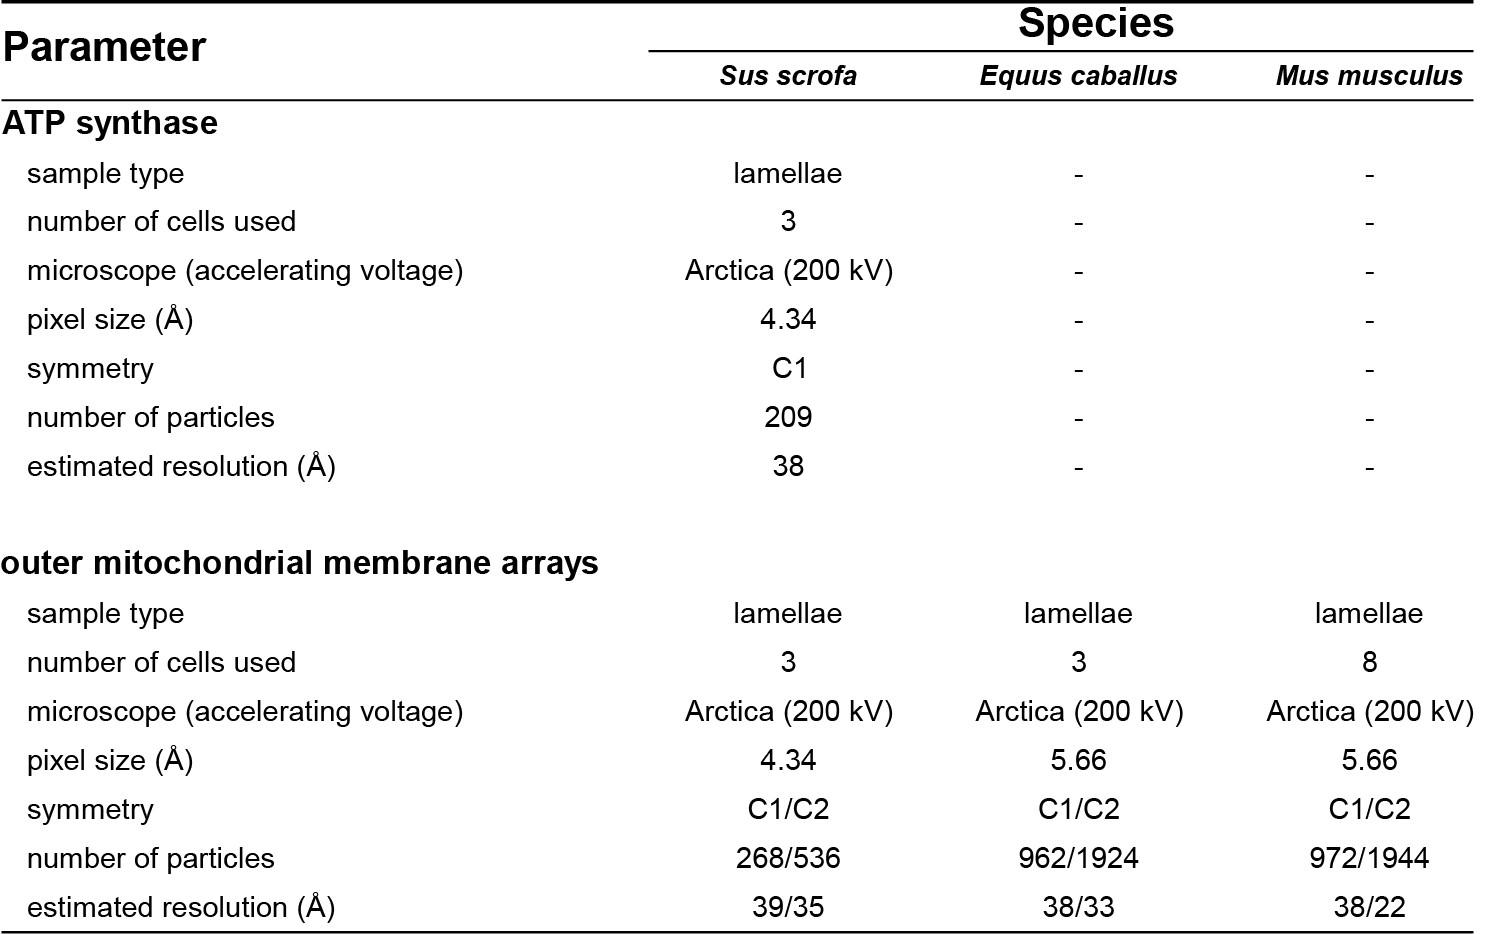 Parameter Species
Sus scrofa Equus caballus Mus musculus
ATP synthase
sample type lamellae - -
number of cells used 3 - -
microscope (accelerating voltage) Arctica (200 kV) - -
pixel size (Å) 4.34 - -
symmetry C1 - -
number of particles 209 - -
estimated resolution (Å) 38 - -
outer mitochondrial membrane arrays
sample type lamellae lamellae lamellae
number of cells used 3 3 8
microscope (accelerating voltage) Arctica (200 kV) Arctica (200 kV) Arctica (200 kV)
pixel size (Å) 4.34 5.66 5.66
symmetry C1/C2 C1/C2 C1/C2
number of particles 268/536 962/1924 972/1944
estimated resolution (Å) 39/35 38/33 38/22